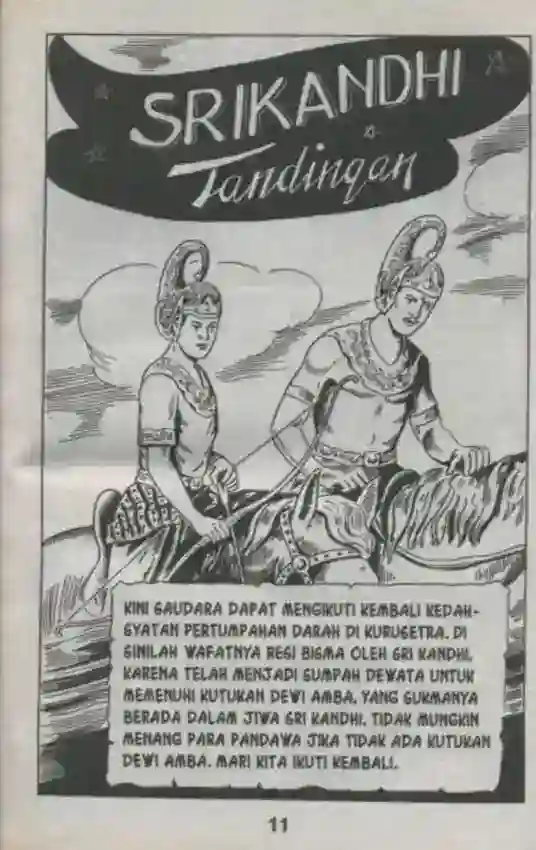 SRIKANDHI
Tandingan
KINI SAUDARA DAPAT MENGIKUTI KEMBALI KEDAH-
SYATAN PERTUMPAHAN DARAH DI KURUSETRA. DI
SINILAH WAFATNYA RESI BISMA OLEH SRI KANDHI.
KARENA TELAH MENJADI SUMPAH DEWATA UNTUK
MEMENUHI KUTUKAN DEWI AMBA, YANG SUKMANYA
BERADA DALAM JIWA SRI KANDHI. TIDAK MUNGKIN
MENANG PARA PANDAWA JIKA TIDAK ADA KUTUKAN
DEWI AMBA. MARI KITA IKUTI KEMBALI.
11